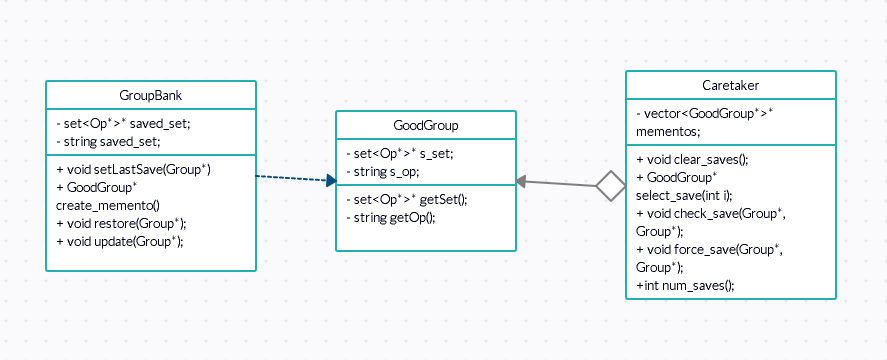 GroupBank
- set<Op*>* saved_set;
- string saved_set;
+ void setLastSave(Group*)
+ GoodGroup*
create_memento()
+ void restore(Group*);
+ void update(Group*);
GoodGroup
- set<Op*>* s_set;
- string s_op;
- set<Op*>* getSet();
- string getOp();
Caretaker
- vector<GoodGroup*>*
mementos;
+ void clear_saves();
+ GoodGroup*
select_save(int i);
+ void check_save(Group*,
Group*);
+ void force_save(Group*,
Group*);
+int num_saves();